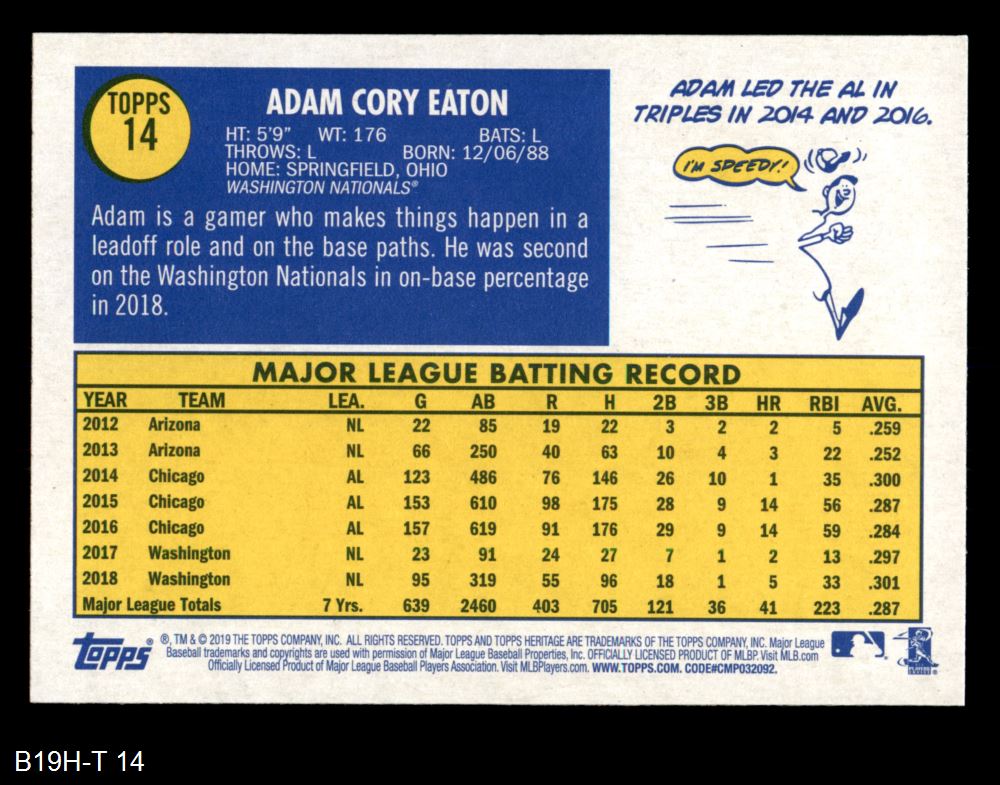 TOPPS
14
ADAM CORY EATON
HT: 5'9" WT: 176 BATS: L
THROWS: L BORN: 12/06/88
HOME: SPRINGFIELD, OHIO
WASHINGTON NATIONALS®
Adam is a gamer who makes things happen in a
leadoff role and on the base paths. He was second
on the Washington Nationals in on-base percentage
in 2018.
ADAM LED THE AL IN
TRIPLES IN 2014 AND 2016.
I'M SPEEDY!
MAJOR LEAGUE BATTING RECORD
YEAR TEAM LEA. G AB R H 2B 3B HR RBI AVG.
2012 Arizona NL 22 85 19 22 3 2 2 5 .259
2013 Arizona NL 66 250 40 63 10 4 3 22 .252
2014 Chicago AL 123 486 76 146 26 10 1 35 .300
2015 Chicago AL 153 610 98 175 28 9 14 56 .287
2016 Chicago AL 157 619 91 176 29 9 14 59 .284
2017 Washington NL 23 91 24 27 7 1 2 13 .297
2018 Washington NL 95 319 55 96 18 1 5 33 .301
Major League Totals 7 Yrs. 639 2460 403 705 121 36 41 223 .287
Topps®
®, TM & © 2019 THE TOPPS COMPANY, INC. ALL RIGHTS RESERVED. TOPPS AND TOPPS HERITAGE ARE TRADEMARKS OF THE TOPPS COMPANY, INC. Major League
Baseball trademarks and copyrights are used with permission of Major League Baseball Properties, Inc. OFFICIALLY LICENSED PRODUCT OF MLBP. Visit MLB.com
Officially Licensed Product of Major League Baseball Players Association. Visit MLBPlayers.com. WWW.TOPPS.COM. CODE#CMP032092.
B19H-T 14